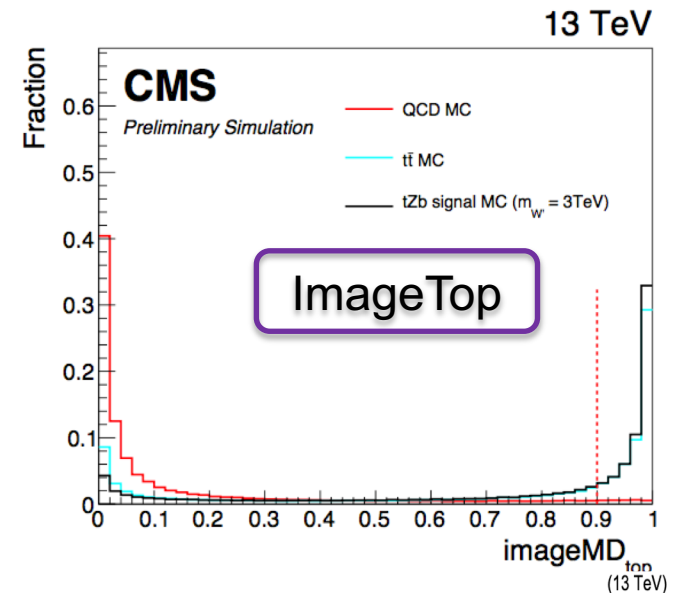 13 TeV
Fraction
CMS
Preliminary Simulation
QCD MC
tt̄ MC
tZb signal MC (m_W' = 3TeV)
ImageTop
0.6
0.5
0.4
0.3
0.2
0.1
0
0 0.1 0.2 0.3 0.4 0.5 0.6 0.7 0.8 0.9 1
imageMD_top
(13 TeV)